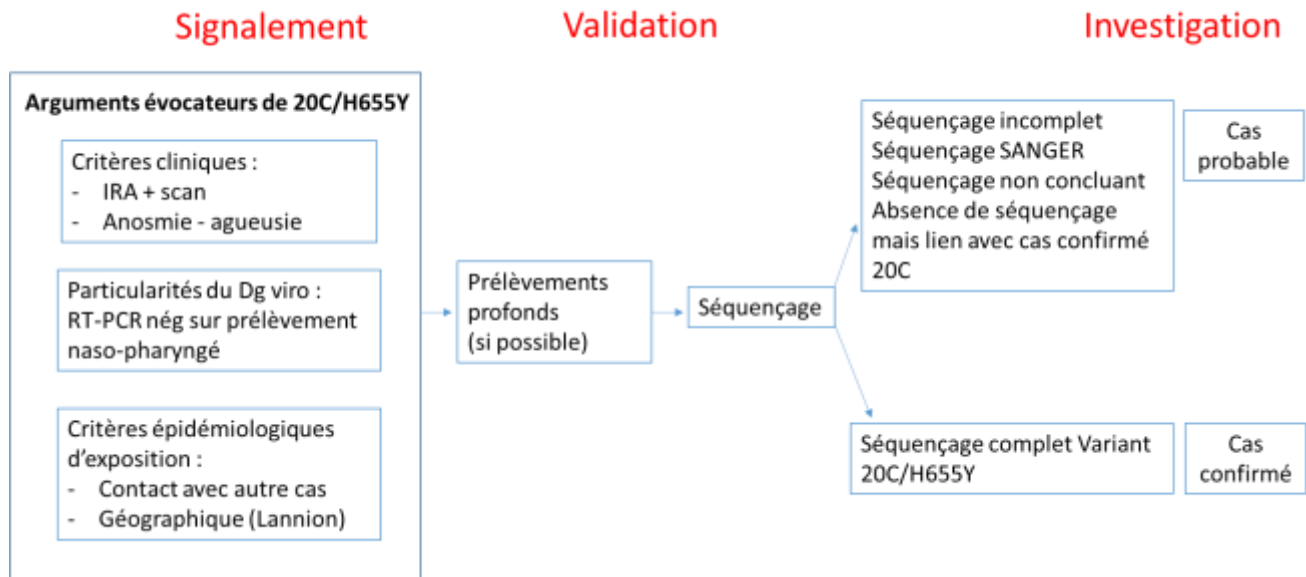 Signalement
Validation
Investigation
Arguments évocateurs de 20C/H655Y
Critères cliniques :
- IRA + scan
- Anosmie - agueusie
Particularités du Dg viro :
RT-PCR nég sur prélèvement
naso-pharyngé
Critères épidémiologiques
d'exposition :
- Contact avec autre cas
- Géographique (Lannion)
Prélèvements
profonds
(si possible)
Séquençage
Séquençage incomplet
Séquençage SANGER
Séquençage non concluant
Absence de séquençage
mais lien avec cas confirmé
20C
Cas
probable
Séquençage complet Variant
20C/H655Y
Cas
confirmé